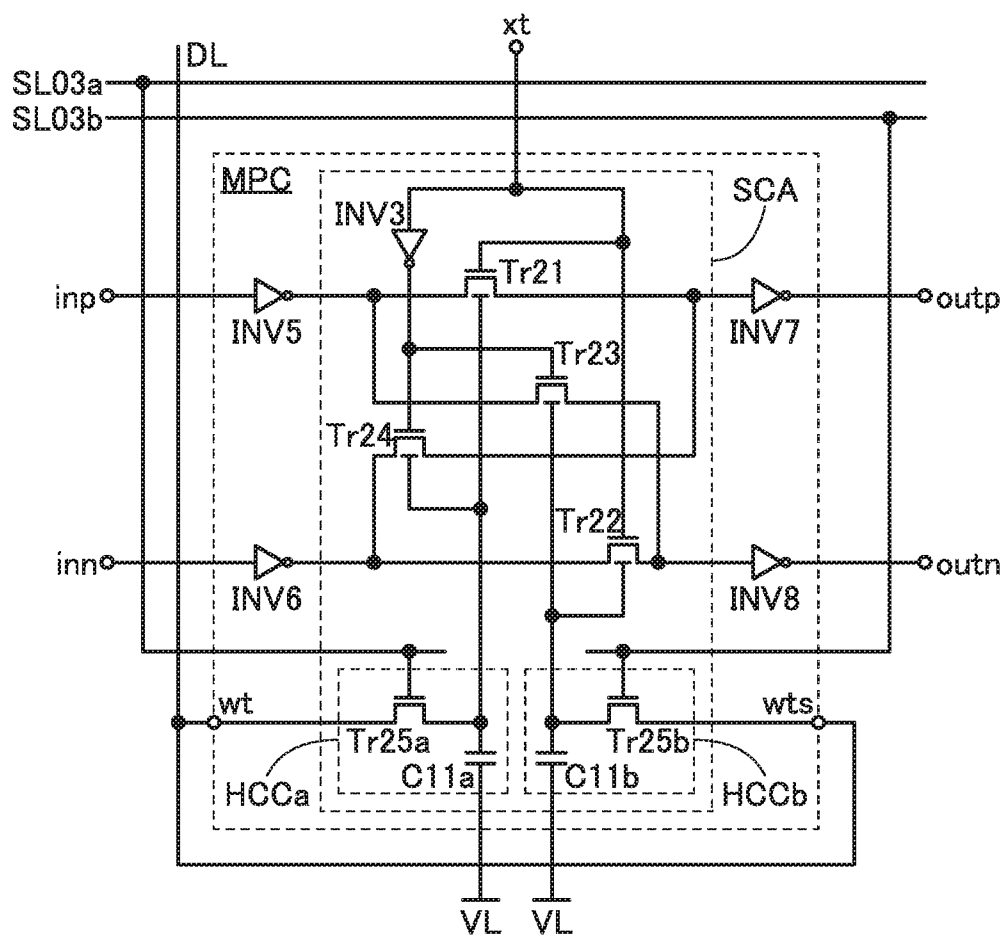 xt
DL
SL03a
SL03b
MPC
SCA
INV3
Tr21
inp
INV5
INV7
outp
Tr23
Tr24
Tr22
inn
INV6
INV8
outn
wt
wts
Tr25a
Tr25b
C11a
C11b
HCCa
HCCb
VL
VL